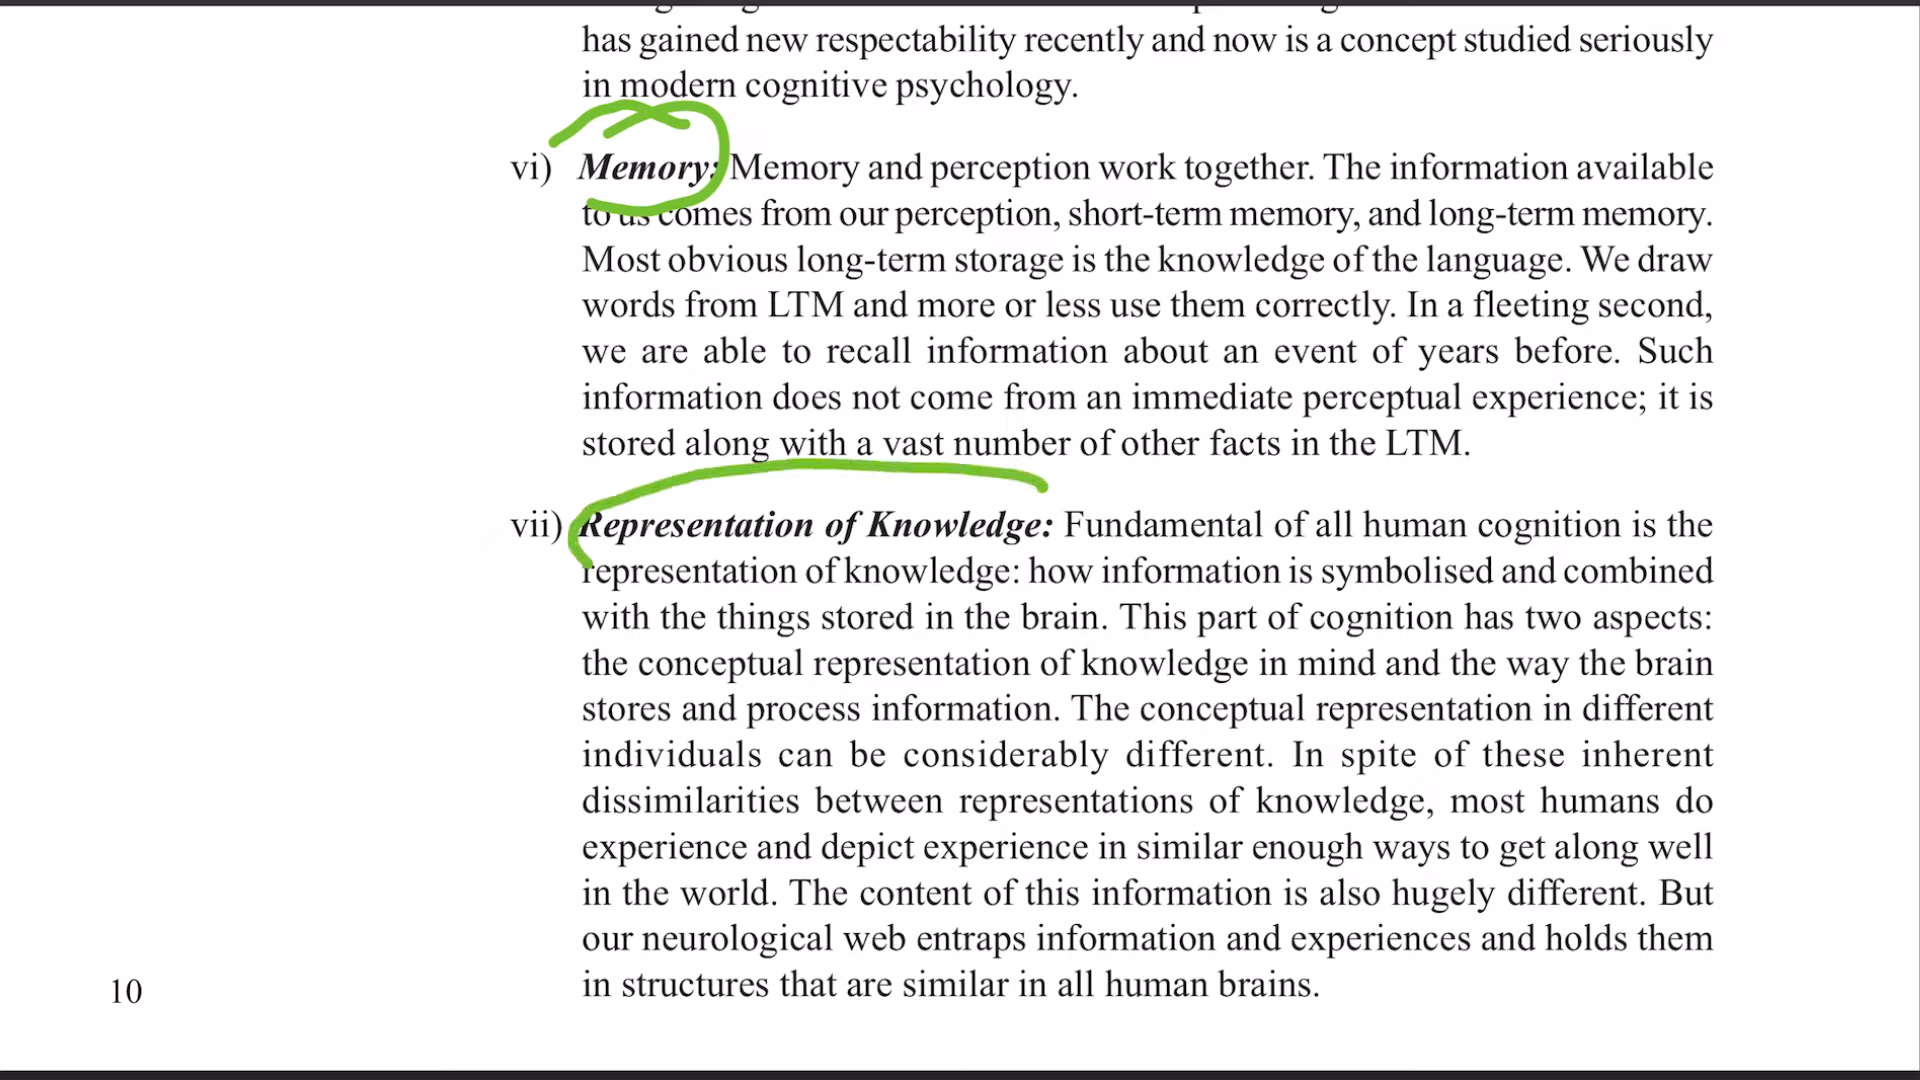 has gained new respectability recently and now is a concept studied seriously
in modern cognitive psychology.
vi) Memory: Memory and perception work together. The information available
to us comes from our perception, short-term memory, and long-term memory.
Most obvious long-term storage is the knowledge of the language. We draw
words from LTM and more or less use them correctly. In a fleeting second,
we are able to recall information about an event of years before. Such
information does not come from an immediate perceptual experience; it is
stored along with a vast number of other facts in the LTM.
vii) Representation of Knowledge: Fundamental of all human cognition is the
representation of knowledge: how information is symbolised and combined
with the things stored in the brain. This part of cognition has two aspects:
the conceptual representation of knowledge in mind and the way the brain
stores and process information. The conceptual representation in different
individuals can be considerably different. In spite of these inherent
dissimilarities between representations of knowledge, most humans do
experience and depict experience in similar enough ways to get along well
in the world. The content of this information is also hugely different. But
our neurological web entraps information and experiences and holds them
in structures that are similar in all human brains.
10